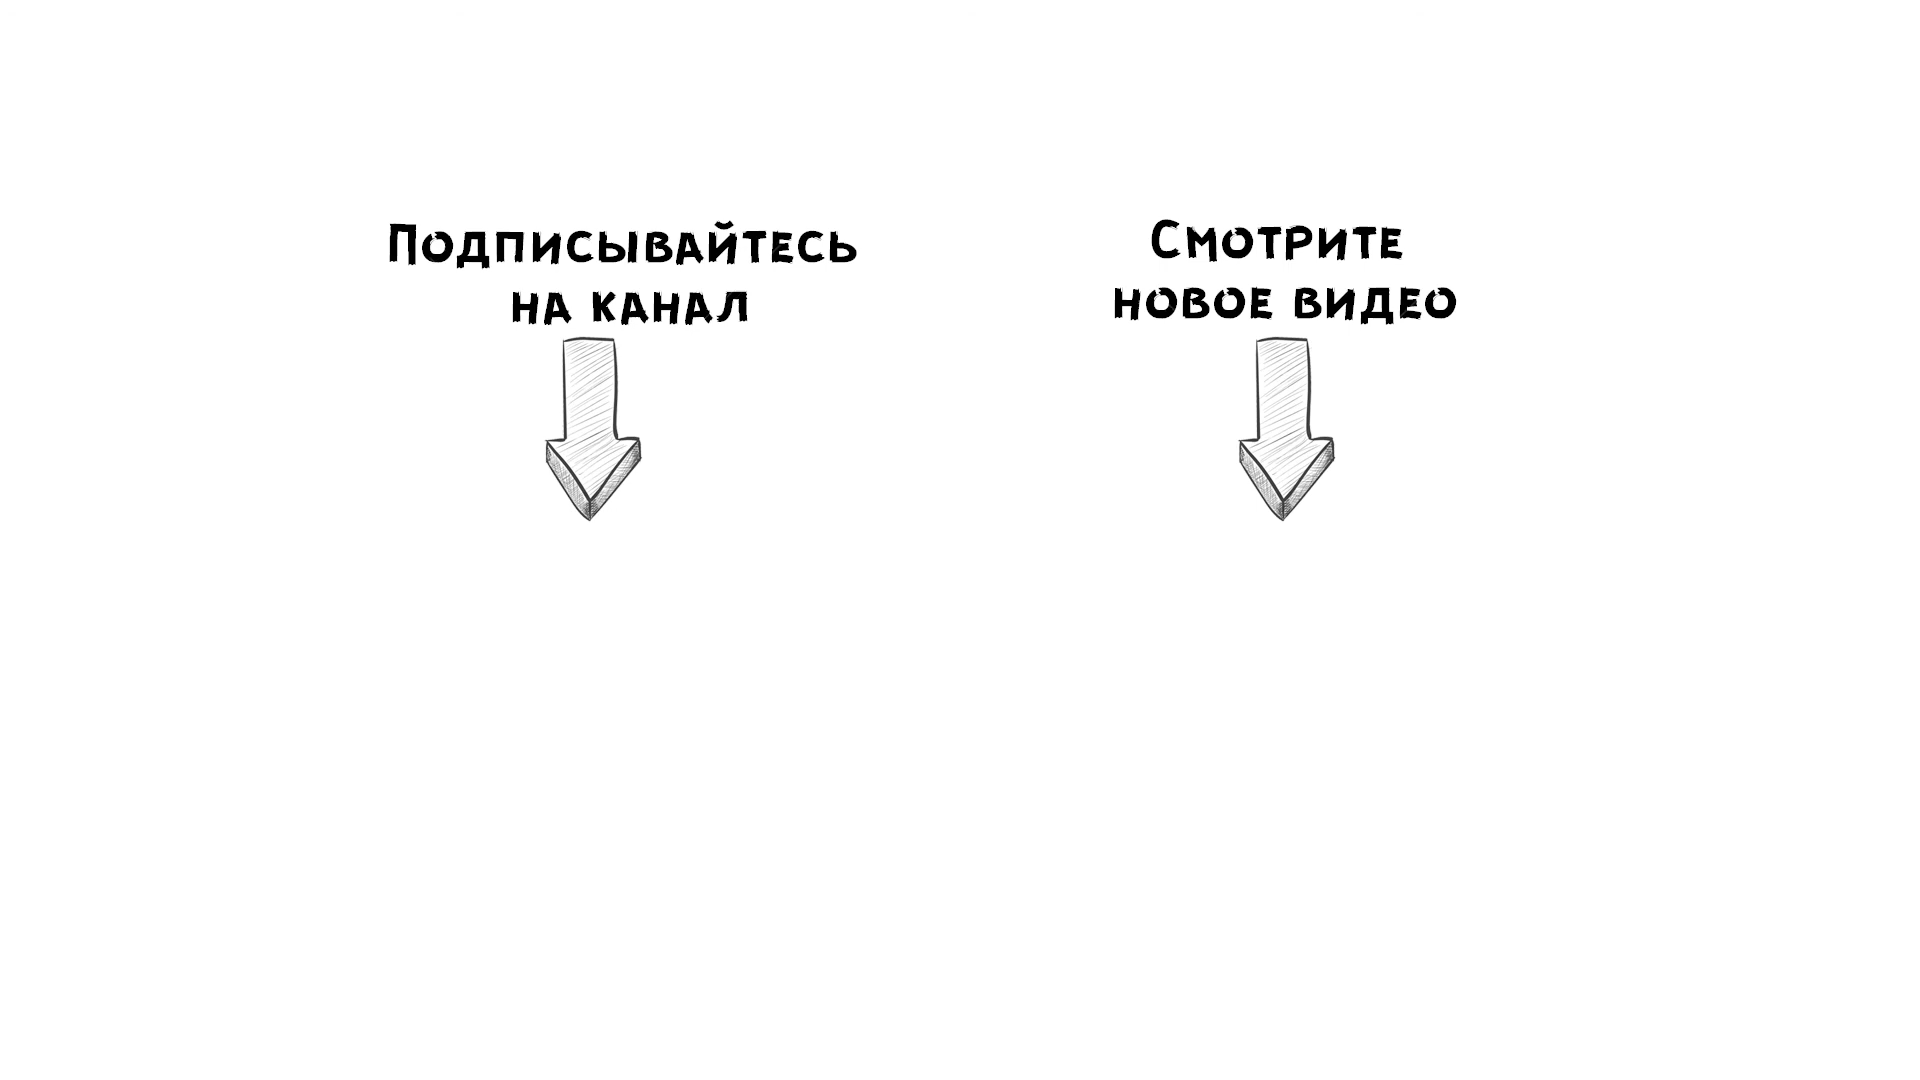 Подписывайтесь
на канал
Смотрите
новое видео